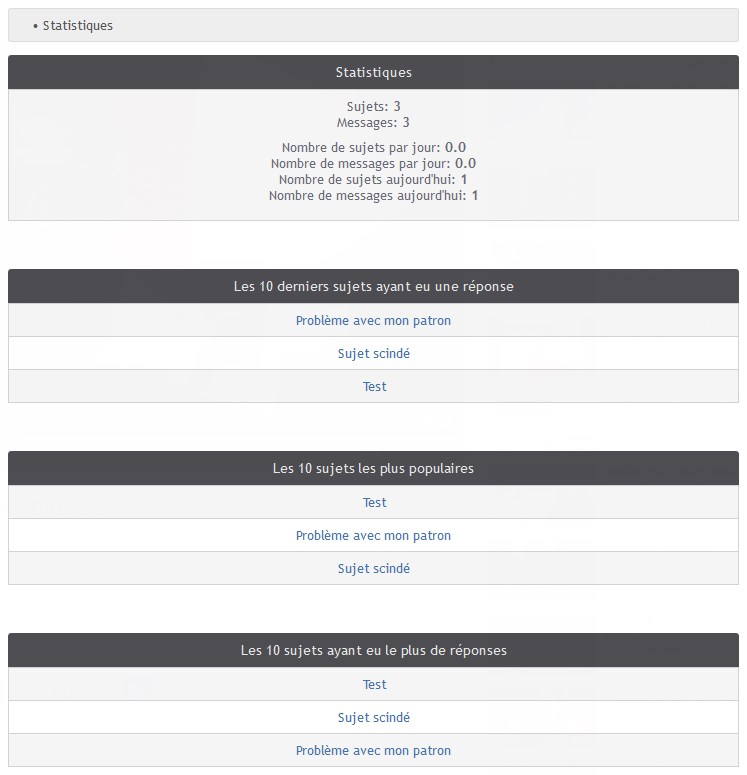 • Statistiques
Statistiques
Sujets: 3
Messages: 3
Nombre de sujets par jour: 0.0
Nombre de messages par jour: 0.0
Nombre de sujets aujourd'hui: 1
Nombre de messages aujourd'hui: 1
Les 10 derniers sujets ayant eu une réponse
Problème avec mon patron
Sujet scindé
Test
Les 10 sujets les plus populaires
Test
Problème avec mon patron
Sujet scindé
Les 10 sujets ayant eu le plus de réponses
Test
Sujet scindé
Problème avec mon patron